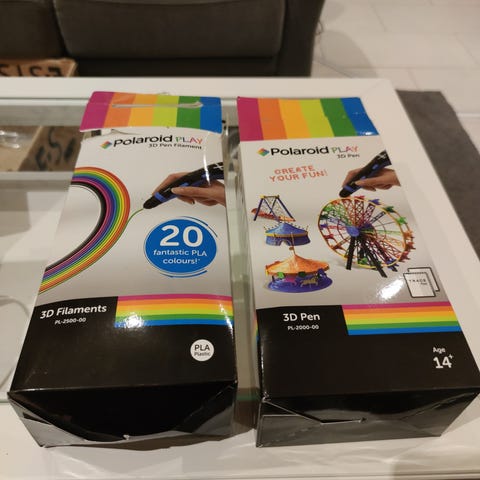 Polaroid PLAY
3D Pen Filament
20
fantastic PLA
colours!*
3D Filaments
PL-2500-00
PLA
Plastic
Polaroid PLAY
3D Pen
CREATE
YOUR FUN!
TRACE
3D Pen
PL-2000-00
Age
14+